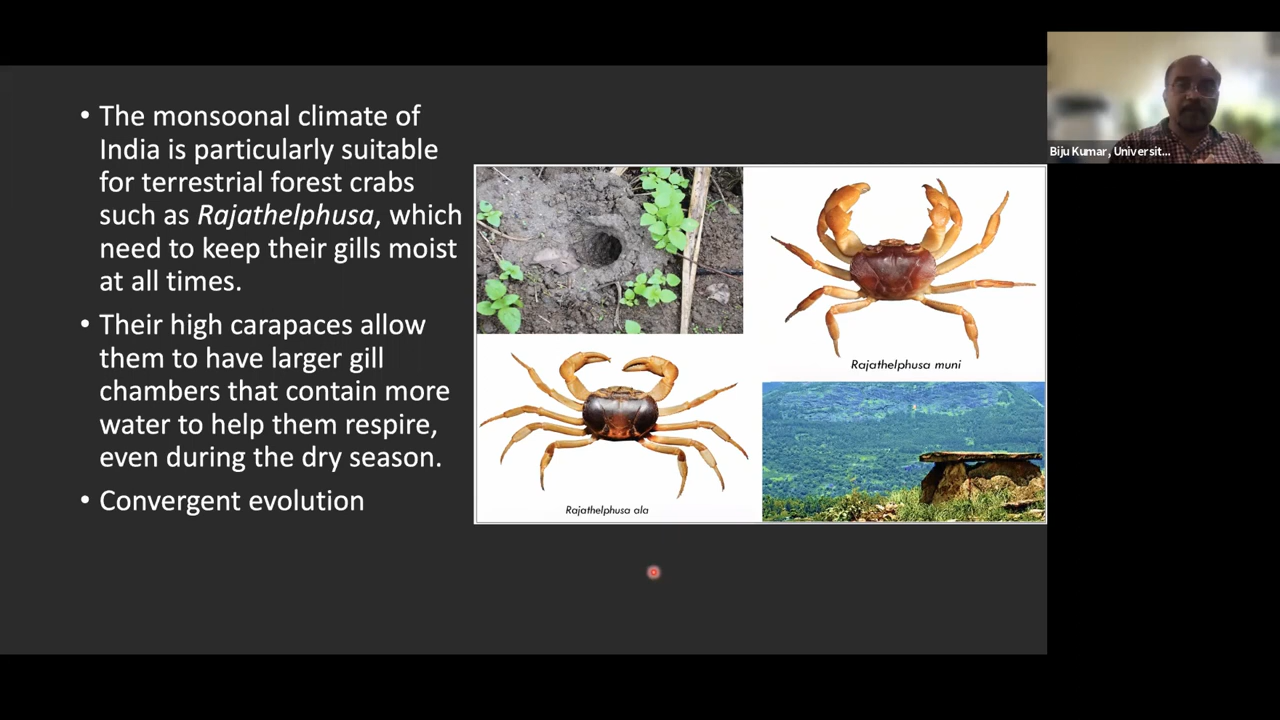 • The monsoonal climate of
India is particularly suitable
for terrestrial forest crabs
such as Rajathelphusa, which
need to keep their gills moist
at all times.
• Their high carapaces allow
them to have larger gill
chambers that contain more
water to help them respire,
even during the dry season.
• Convergent evolution
Rajathelphusa muni
Rajathelphusa ala
Biju Kumar, Universit...